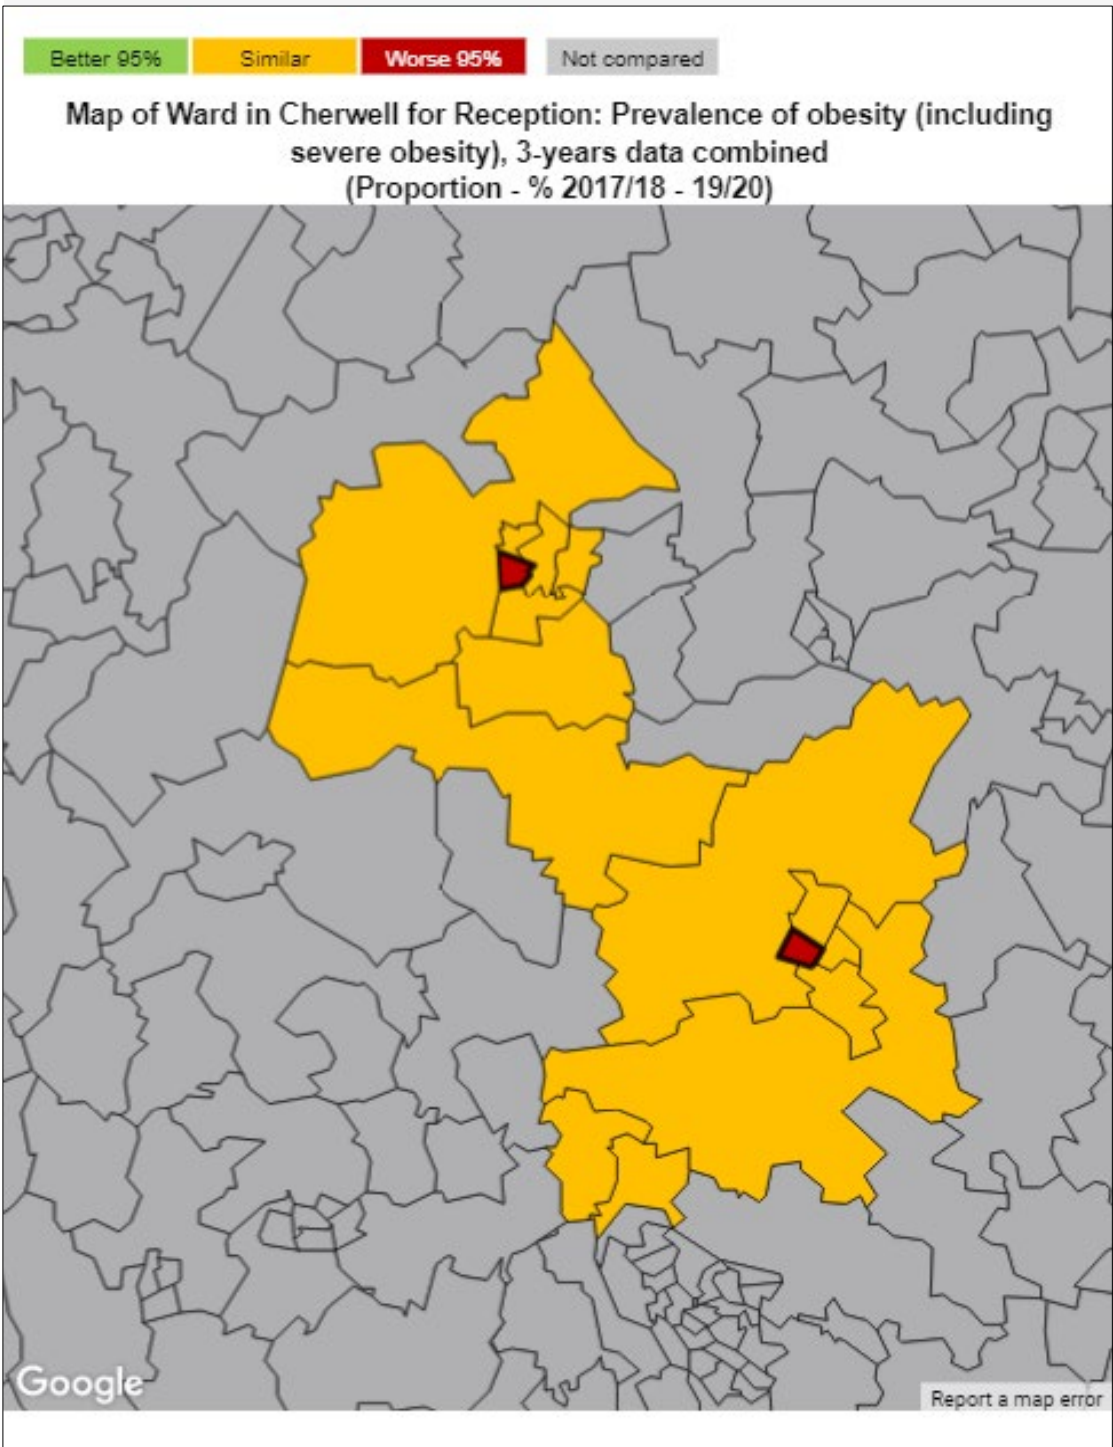 Better 95% Similar Worse 95% Not compared
Map of Ward in Cherwell for Reception: Prevalence of obesity (including
severe obesity), 3-years data combined
(Proportion - % 2017/18 - 19/20)
Google
Report a map error